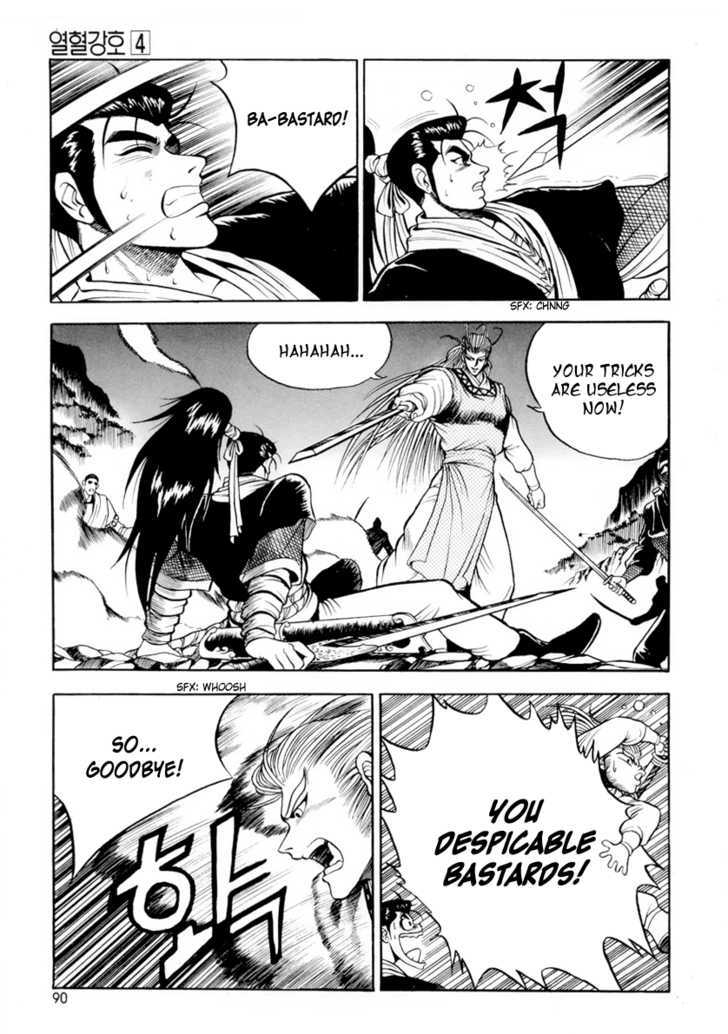 열혈강호 4
BA-BASTARD!
척
SFX: CHNNG
HAHAHAH...
YOUR TRICKS
ARE USELESS
NOW!
SFX: WHOOSH
SO...
GOODBYE!
확
YOU
DESPICABLE
BASTARDS!
90